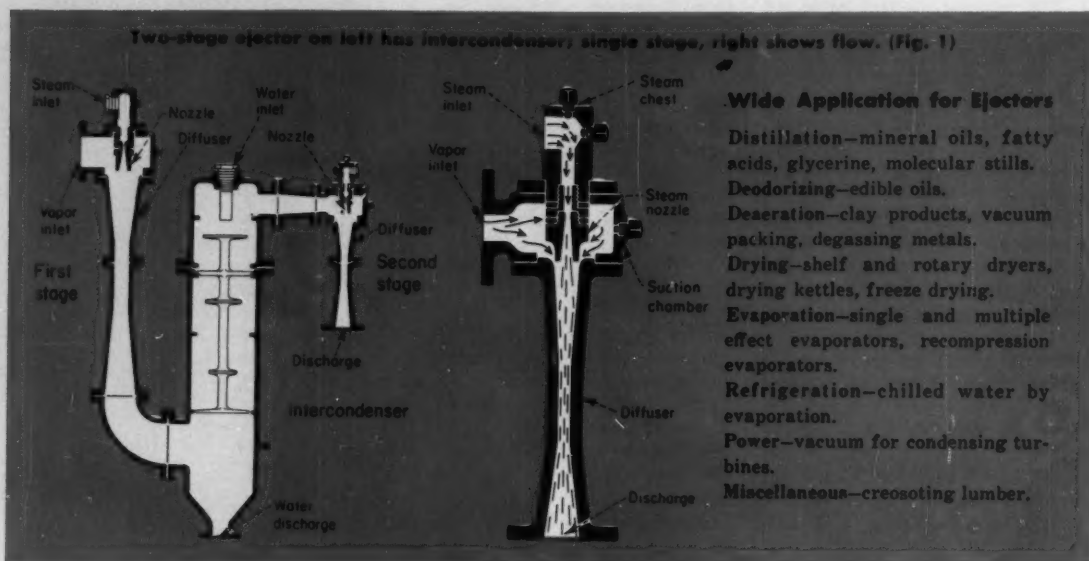 Two-stage ejector on left has intercondenser; single stage, right shows flow. (Fig. 1)
Steam
inlet
Nozzle
Diffuser
Vapor
inlet
First
stage
Water
inlet
Nozzle
Diffuser
Second
stage
Discharge
Intercondenser
Water
discharge
Steam
inlet
Steam
chest
Vapor
inlet
Steam
nozzle
Suction
chamber
Diffuser
Discharge
Wide Application for Ejectors
Distillation—mineral oils, fatty
acids, glycerine, molecular stills.
Deodorizing—edible oils.
Deaeration—clay products, vacuum
packing, degassing metals.
Drying—shelf and rotary dryers,
drying kettles, freeze drying.
Evaporation—single and multiple
effect evaporators, recompression
evaporators.
Refrigeration—chilled water by
evaporation.
Power—vacuum for condensing tur-
bines.
Miscellaneous—creosoting lumber.